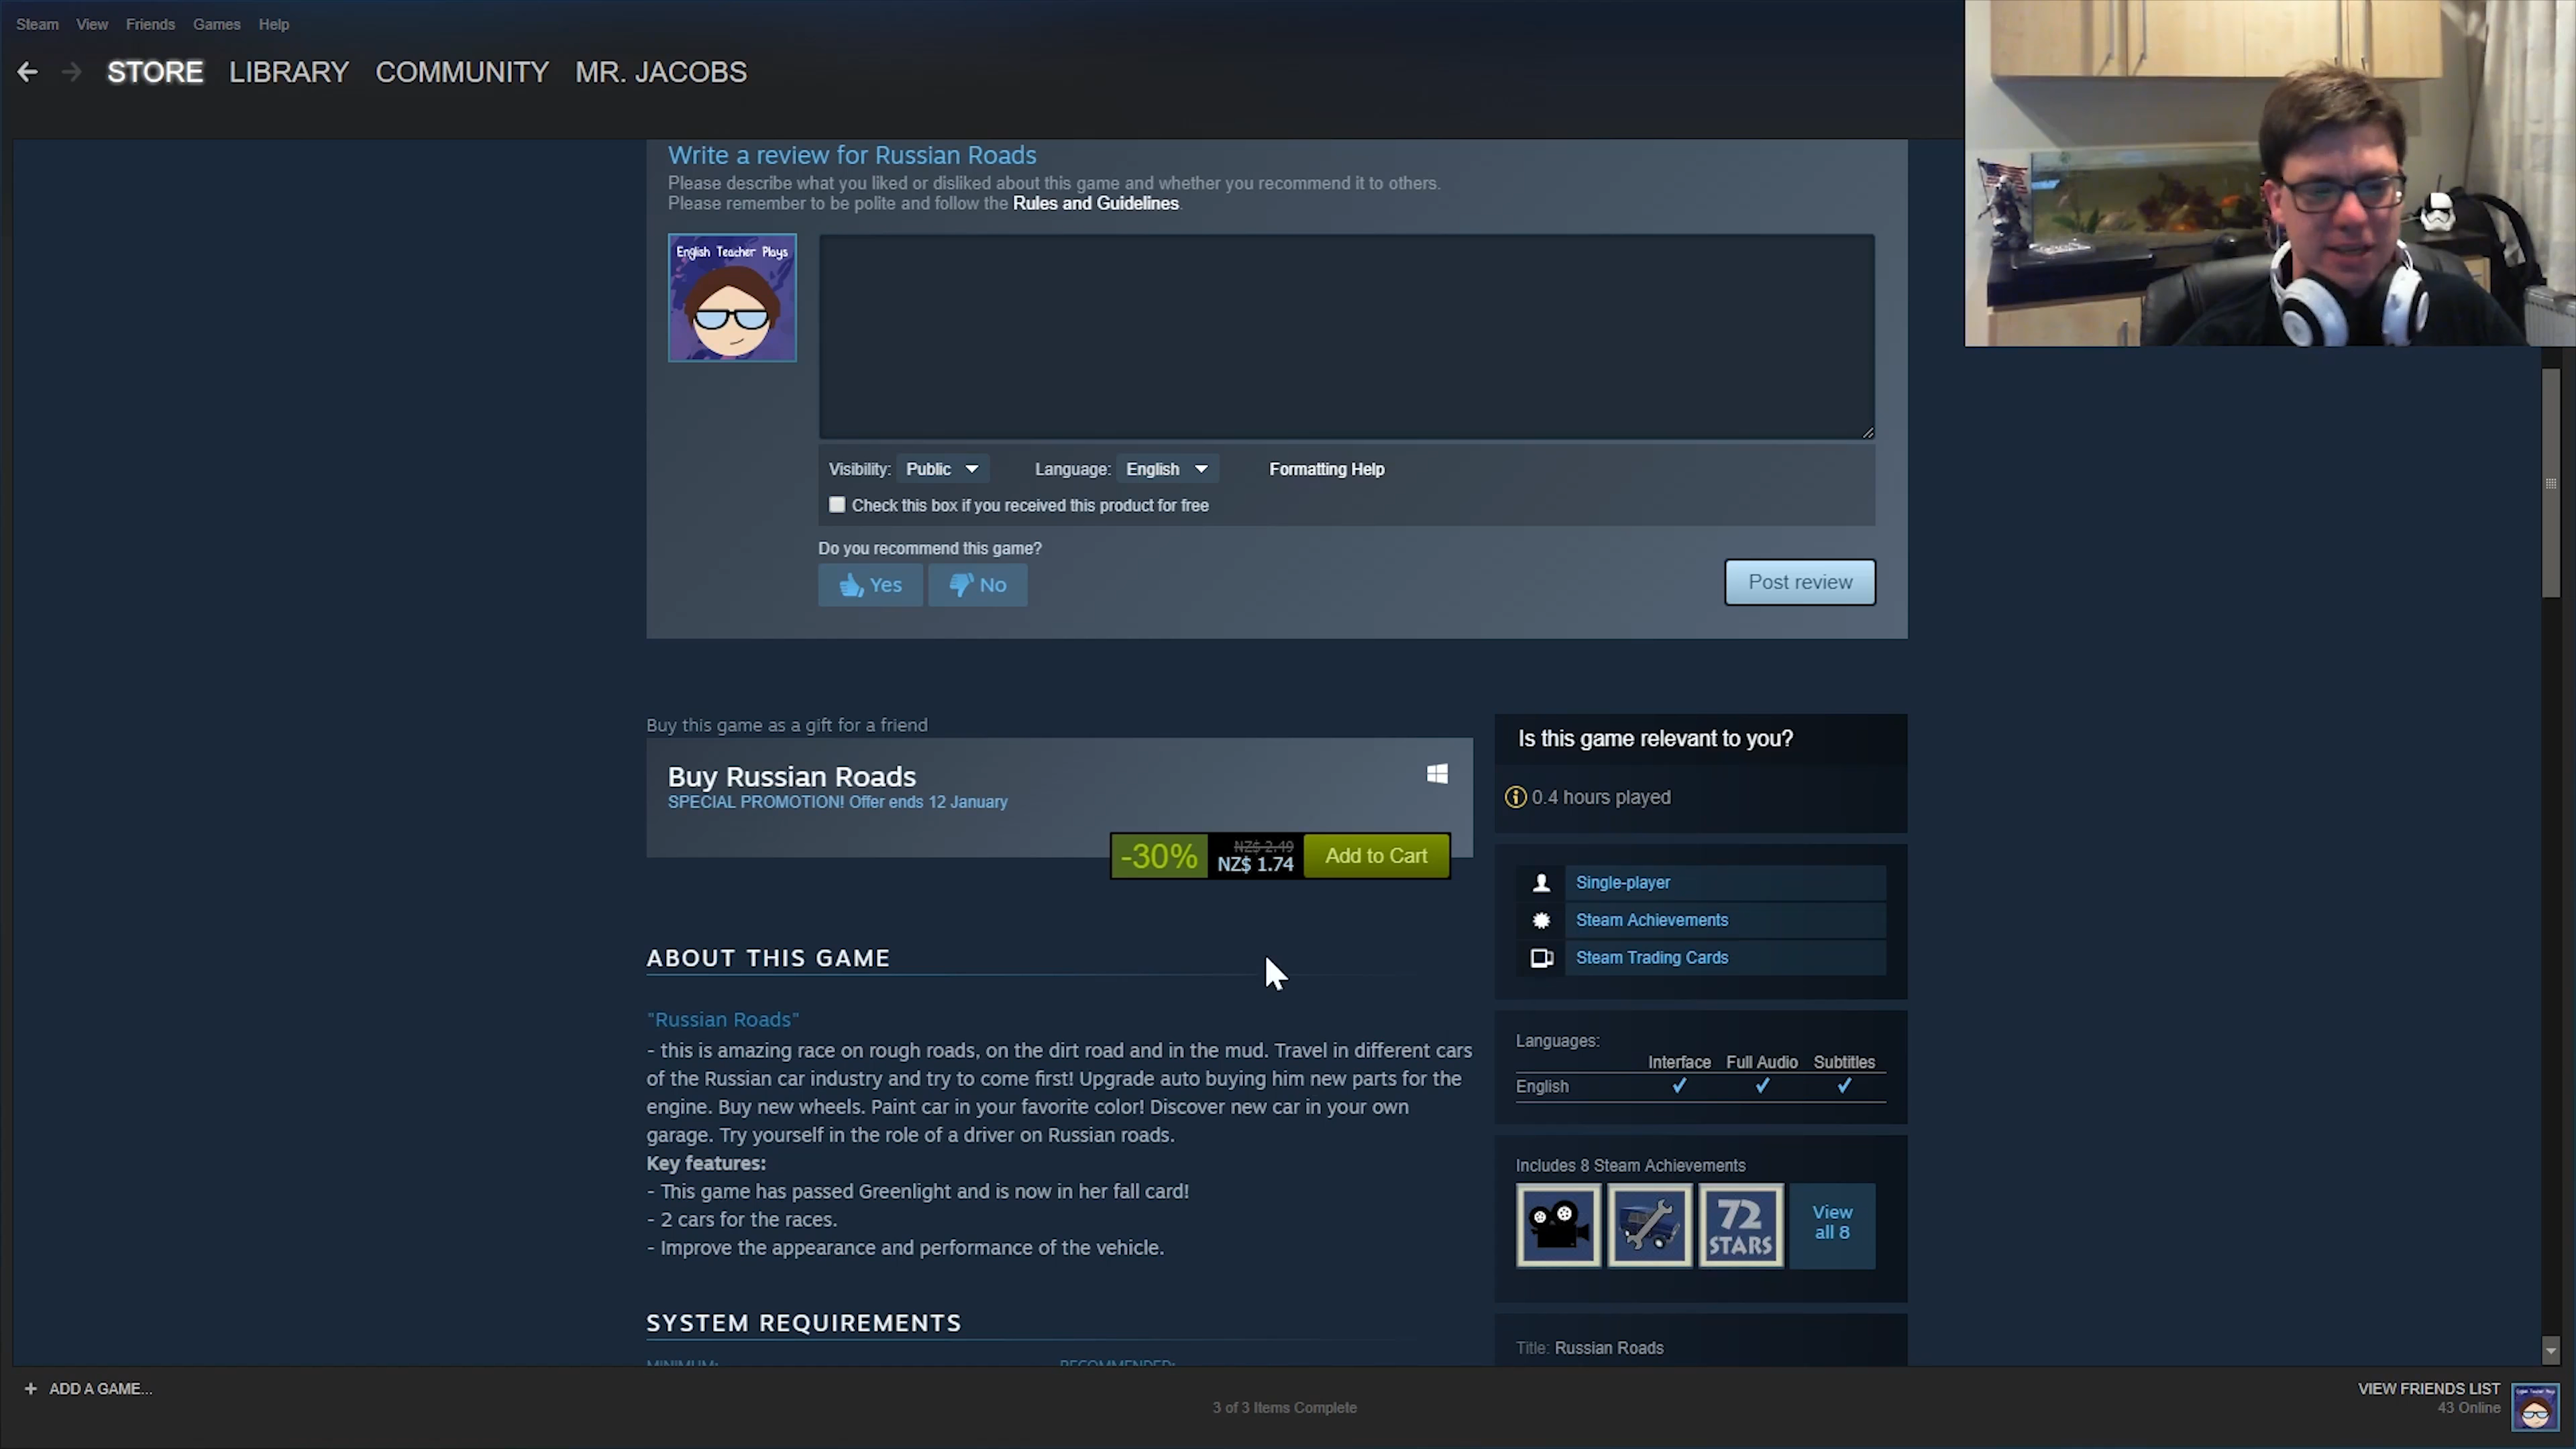 Steam View Friends Games Help
STORE LIBRARY COMMUNITY MR. JACOBS
Write a review for Russian Roads
Please describe what you liked or disliked about this game and whether you recommend it to others.
Please remember to be polite and follow the Rules and Guidelines.
English Teacher Plays
Visibility: Public Language: English Formatting Help
Check this box if you received this product for free
Do you recommend this game?
Yes No
Post review
Buy this game as a gift for a friend
Buy Russian Roads
SPECIAL PROMOTION! Offer ends 12 January
-30% NZ$ 2.49 NZ$ 1.74 Add to Cart
ABOUT THIS GAME
"Russian Roads"
- this is amazing race on rough roads, on the dirt road and in the mud. Travel in different cars
of the Russian car industry and try to come first! Upgrade auto buying him new parts for the
engine. Buy new wheels. Paint car in your favorite color! Discover new car in your own
garage. Try yourself in the role of a driver on Russian roads.
Key features:
- This game has passed Greenlight and is now in her fall card!
- 2 cars for the races.
- Improve the appearance and performance of the vehicle.
SYSTEM REQUIREMENTS
MINIMUM: RECOMMENDED:
Is this game relevant to you?
0.4 hours played
Single-player
Steam Achievements
Steam Trading Cards
Languages:
Interface Full Audio Subtitles
English
Includes 8 Steam Achievements
72 STARS
View all 8
Title: Russian Roads
+ ADD A GAME...
3 of 3 Items Complete
VIEW FRIENDS LIST
43 Online